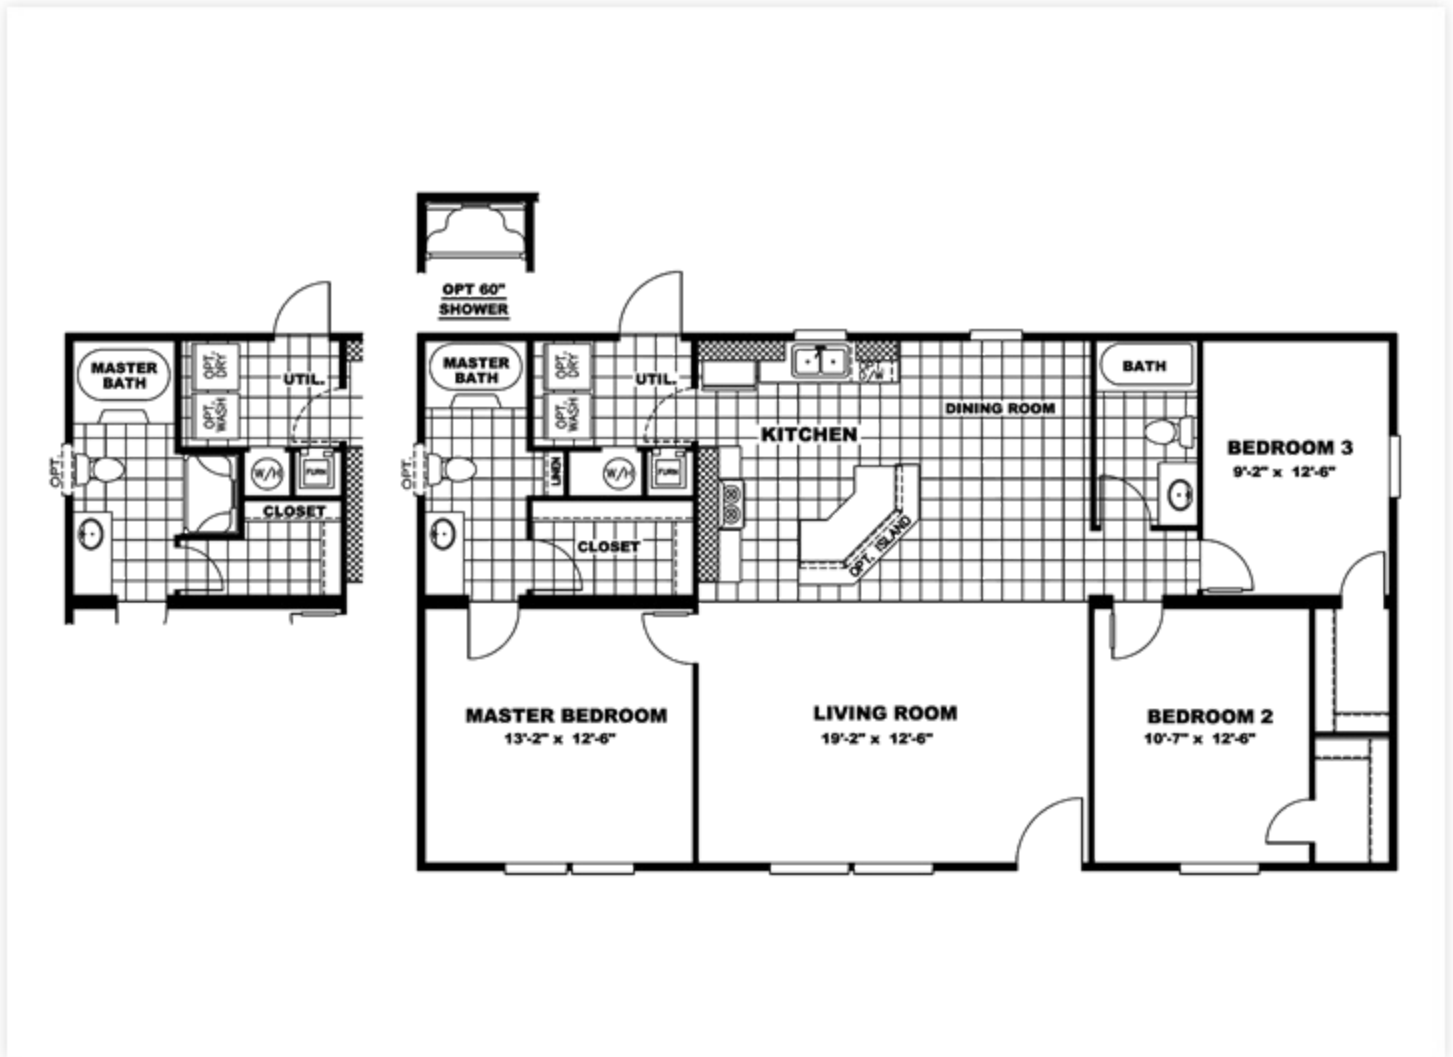 OPT 60"
SHOWER
MASTER
BATH
OPT.
DRY
UTIL.
OPT.
WASH
OPT.
W/H
FURN
CLOSET
MASTER
BATH
OPT.
DRY
UTIL.
OPT.
WASH
OPT.
LINEN
W/H
FURN
CLOSET
KITCHEN
D/W
DINING ROOM
OPT. ISLAND
BATH
BEDROOM 3
9'-2" x 12'-6"
MASTER BEDROOM
13'-2" x 12'-6"
LIVING ROOM
19'-2" x 12'-6"
BEDROOM 2
10'-7" x 12'-6"